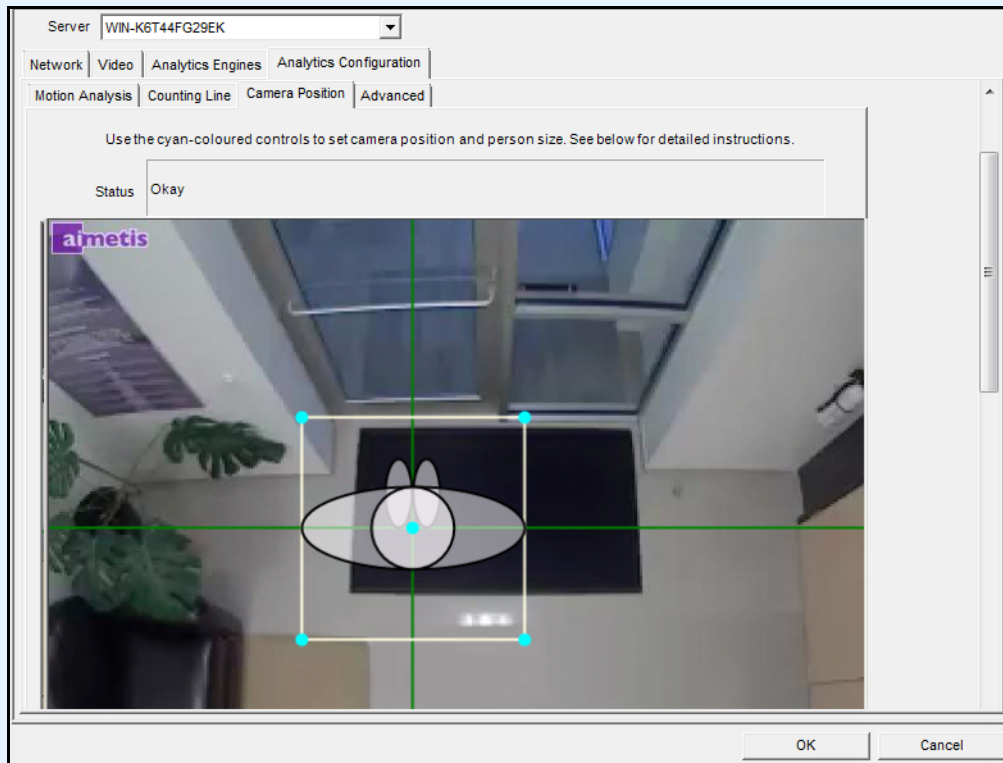 Server WIN-K6T44FG29EK
Network Video Analytics Engines Analytics Configuration
Motion Analysis Counting Line Camera Position Advanced
Use the cyan-coloured controls to set camera position and person size. See below for detailed instructions.
Status Okay
aimetis
OK Cancel